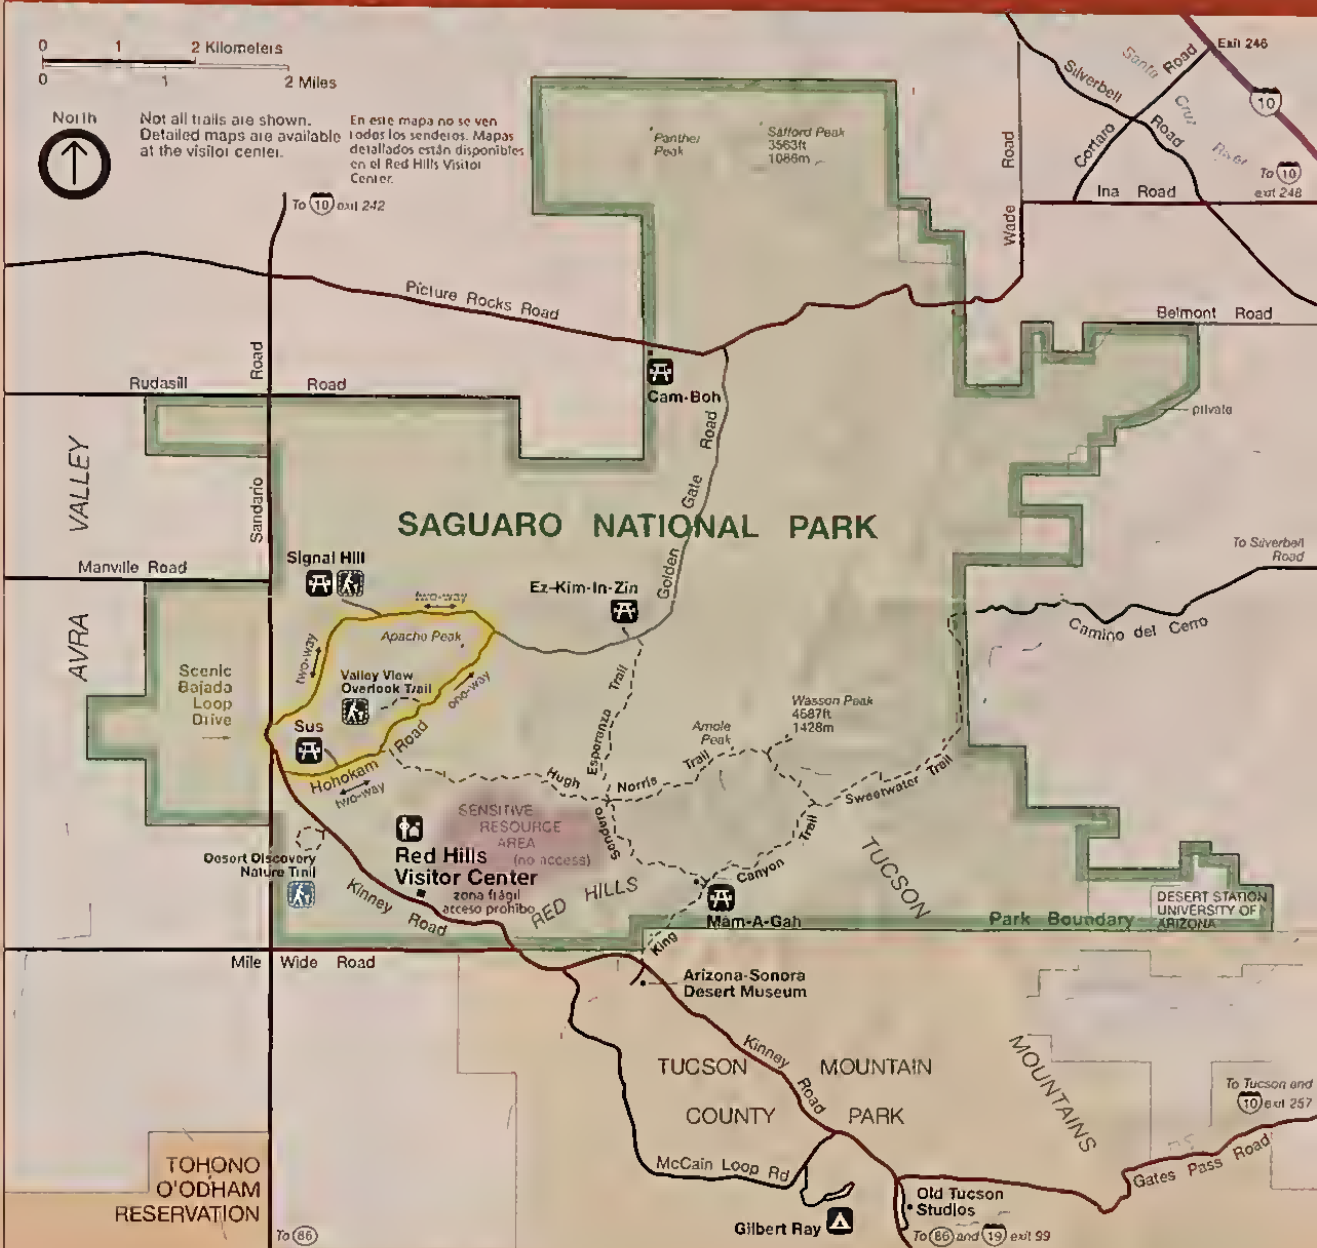 0 1 2 Kilometers
0 1 2 Miles
North
Not all trails are shown.
Detailed maps are available
at the visitor center.
En este mapa no se ven
todos los senderos. Mapas
detallados están disponibles
en el Red Hills Visitor
Center.
To 10 exit 242
Panther
Peak
Safford Peak
3563ft
1086m
Wade Road
Silverbell Road
Santa Cruz River
Cortaro Road
Exit 246
10
To 10
exit 248
Ina Road
Picture Rocks Road
Belmont Road
Rudasill Road
Sandario Road
Cam-Boh
private
AVRA VALLEY
SAGUARO NATIONAL PARK
Golden Gate Road
Manville Road
Signal Hill
two-way
Ez-Kim-In-Zin
To Silverbell
Road
Camino del Cerro
Apache Peak
two-way
Scenic
Bajada
Loop
Drive
Valley View
Overlook Trail
one-way
Sus
Hohokam Road
two-way
Esperanza Trail
Wasson Peak
4687ft
1428m
Amole
Peak
Hugh Norris Trail
Sweetwater Trail
SENSITIVE
RESOURCE
AREA
(no access)
zona frágil
acceso prohibo
Sendero
Red Hills
Visitor Center
Desert Discovery
Nature Trail
Kinney Road
RED HILLS
King Canyon Trail
Mam-A-Gah
TUCSON MOUNTAINS
Park Boundary
DESERT STATION
UNIVERSITY OF
ARIZONA
Mile Wide Road
Arizona-Sonora
Desert Museum
Kinney Road
TUCSON MOUNTAIN
COUNTY PARK
McCain Loop Rd
To Tucson and
10 exit 257
Gates Pass Road
TOHONO
O'ODHAM
RESERVATION
To 86
Gilbert Ray
Old Tucson
Studios
To 86 and 19 exit 99